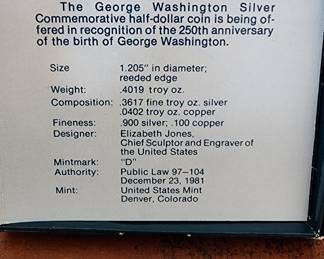 The George Washington Silver
Commemorative half-dollar coin is being of-
fered in recognition of the 250th anniversary
of the birth of George Washington.
Size 1.205" in diameter;
reeded edge
Weight: .4019 troy oz.
Composition: .3617 fine troy oz. silver
.0402 troy oz. copper
Fineness: .900 silver; .100 copper
Designer: Elizabeth Jones,
Chief Sculptor and Engraver of
the United States
Mintmark: "D"
Authority: Public Law 97-104
December 23, 1981
Mint: United States Mint
Denver, Colorado